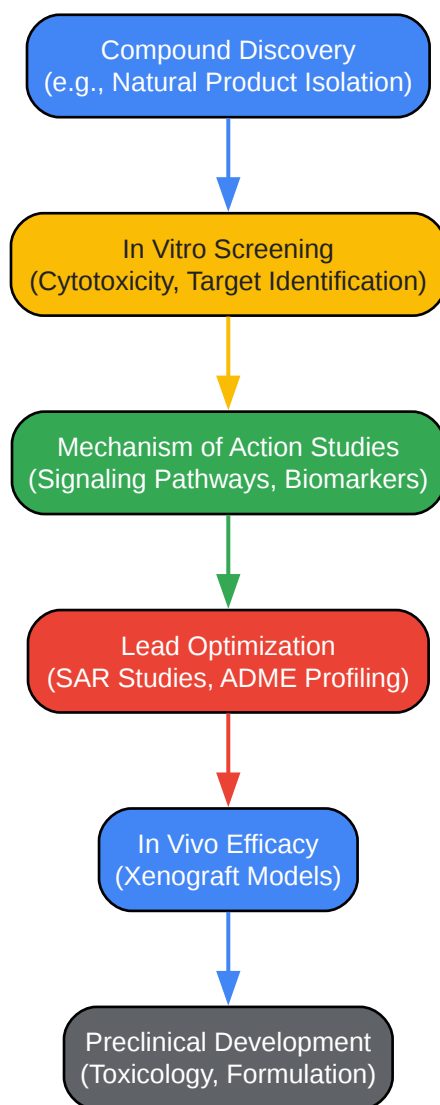 Compound Discovery
(e.g., Natural Product Isolation)
In Vitro Screening
(Cytotoxicity, Target Identification)
Mechanism of Action Studies
(Signaling Pathways, Biomarkers)
Lead Optimization
(SAR Studies, ADME Profiling)
In Vivo Efficacy
(Xenograft Models)
Preclinical Development
(Toxicology, Formulation)